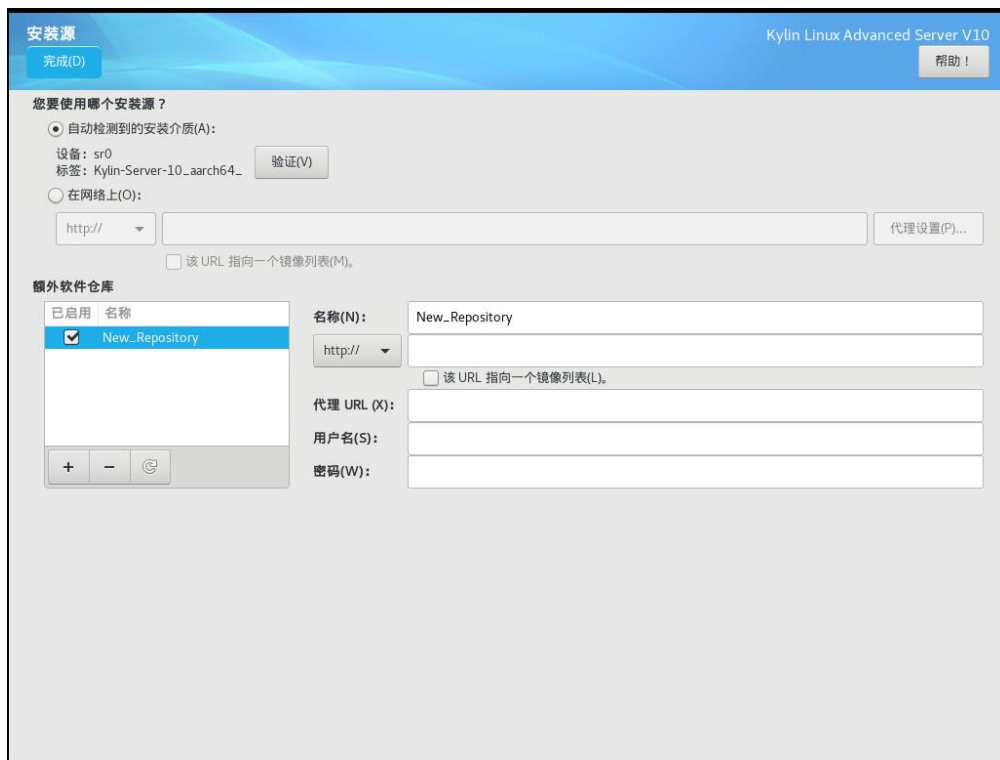 安装源
Kylin Linux Advanced Server V10
完成(D)
帮助！
您要使用哪个安装源？
自动检测到的安装介质(A)：
设备：sr0
标签：Kylin-Server-10_aarch64_
验证(V)
在网络上(O)：
http://
代理设置(P)...
该 URL 指向一个镜像列表(M)。
额外软件仓库
已启用 名称
New_Repository
名称(N)： New_Repository
http://
该 URL 指向一个镜像列表(L)。
代理 URL (X)：
用户名(S)：
密码(W)：